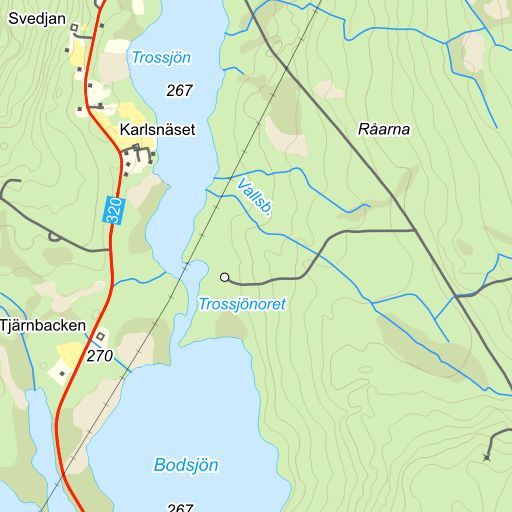 Svedjan
Trossjön
267
Karlsnäset
Råarna
Vallsb.
320
Trossjönoret
Tjärnbacken
270
Bodsjön
267